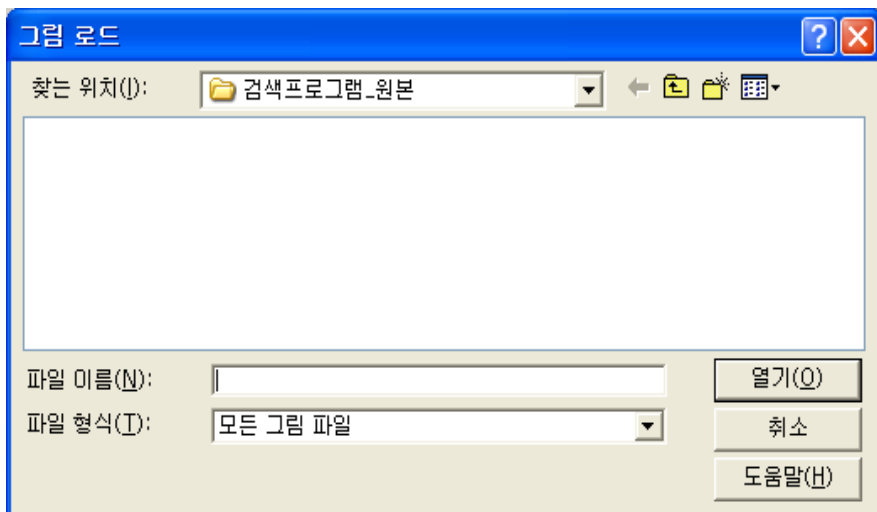 그림 로드
찾는 위치(I): 검색프로그램_원본
파일 이름(N): 열기(O)
파일 형식(T): 모든 그림 파일 취소
도움말(H)